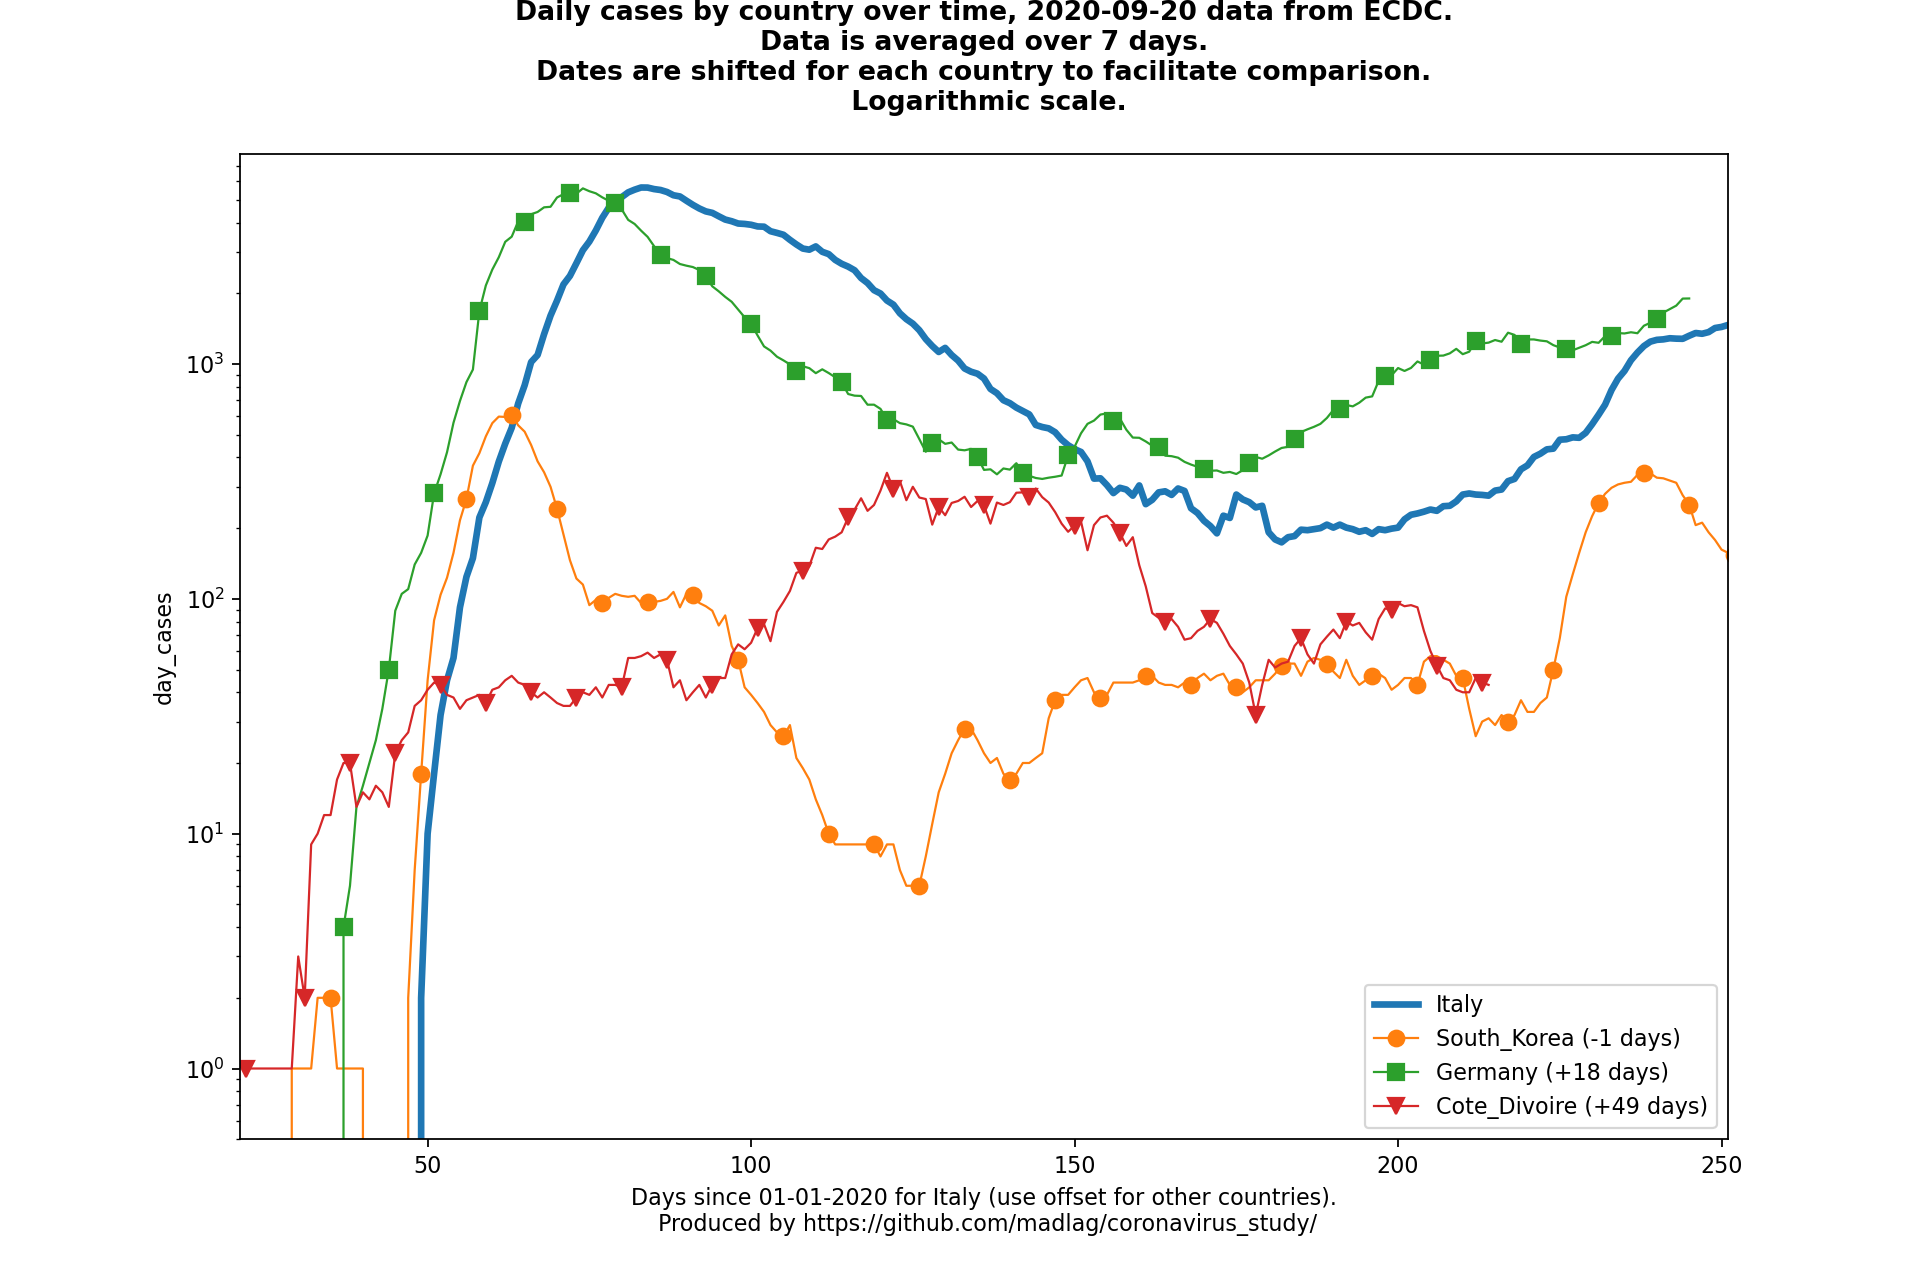 Daily cases by country over time, 2020-09-20 data from ECDC.
Data is averaged over 7 days.
Dates are shifted for each country to facilitate comparison.
Logarithmic scale.
10³
10²
10¹
10⁰
day_cases
Italy
South_Korea (-1 days)
Germany (+18 days)
Cote_Divoire (+49 days)
50 100 150 200 250
Days since 01-01-2020 for Italy (use offset for other countries).
Produced by https://github.com/madlag/coronavirus_study/